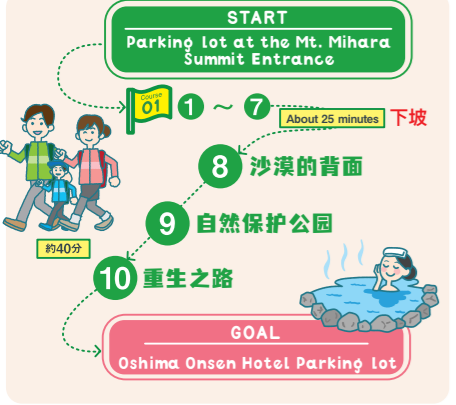 START
Parking lot at the Mt. Mihara
Summit Entrance
Course
01 1 ～ 7
About 25 minutes 下坡
8 沙漠的背面
9 自然保护公园
約40分
10 重生之路
GOAL
Oshima Onsen Hotel Parking lot